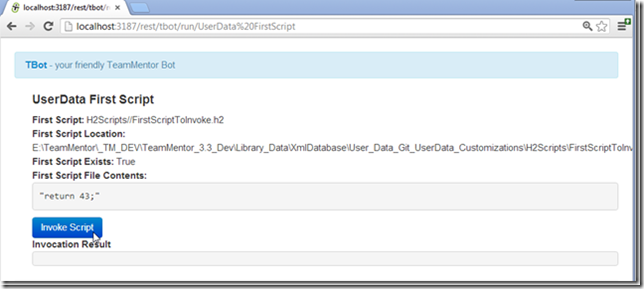 localhost:3187/rest/tbot/r
localhost:3187/rest/tbot/run/UserData%20FirstScript
TBot - your friendly TeamMentor Bot
UserData First Script
First Script: H2Scripts//FirstScriptToInvoke.h2
First Script Location:
E:\TeamMentor\_TM_DEV\TeamMentor_3.3_Dev\Library_Data\XmlDatabase\User_Data_Git_UserData_Customizations\H2Scripts\FirstScriptToInv
First Script Exists: True
First Script File Contents:
"return 43;"
Invoke Script
Invocation Result